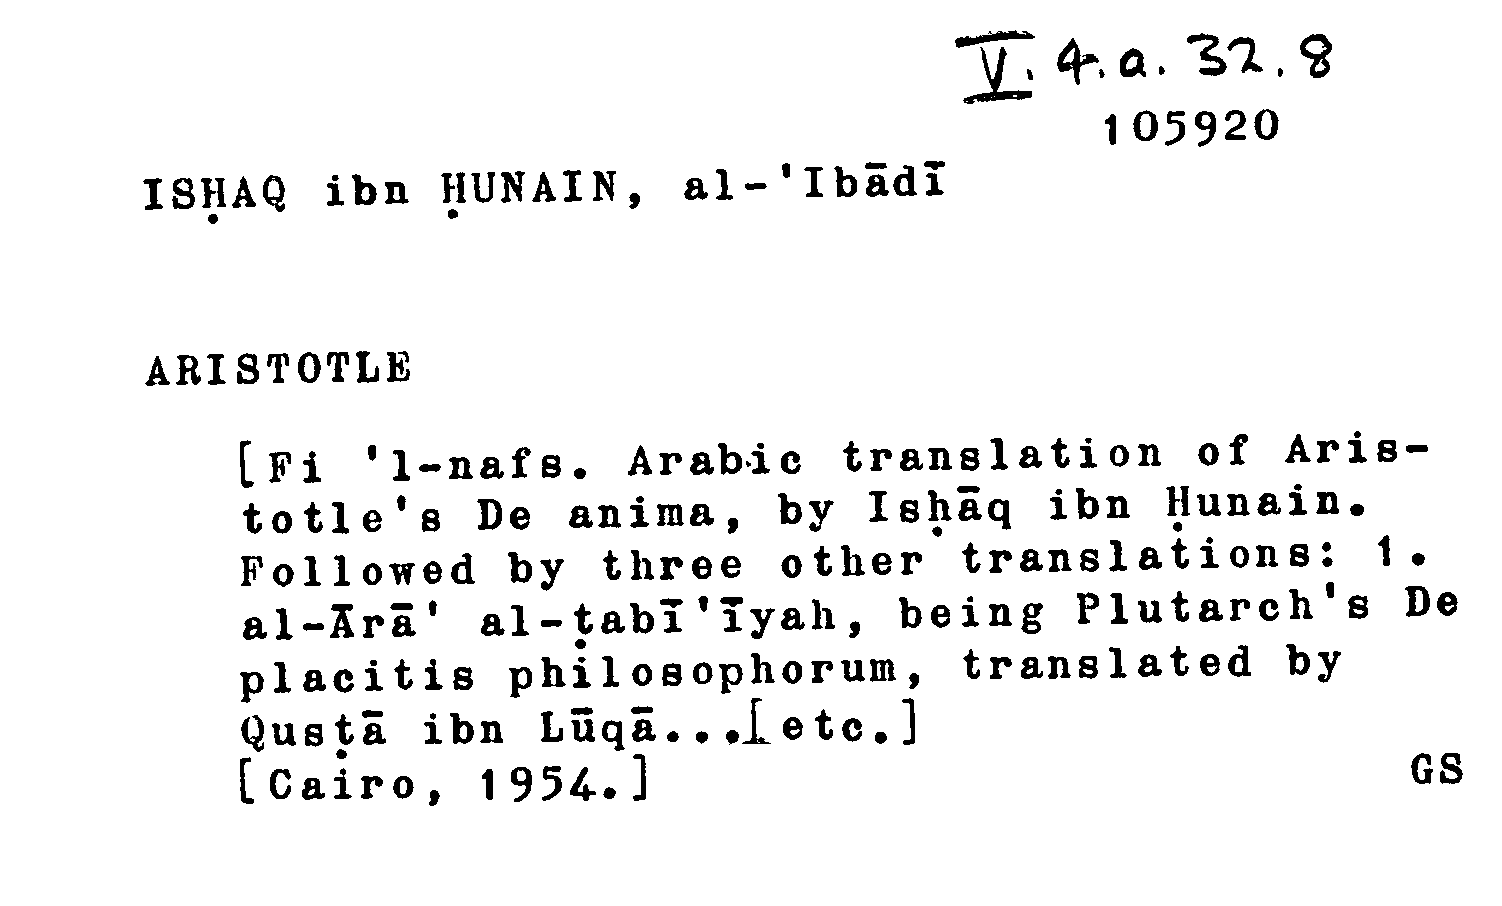 V. 4.a. 32.8
105920
ISḤAQ ibn ḤUNAIN, al-'Ibādī
ARISTOTLE
[Fi 'l-nafs. Arabic translation of Aris-
totle's De anima, by Isḥāq ibn Ḥunain.
Followed by three other translations: 1.
al-Ārā' al-ṭabī'īyah, being Plutarch's De
placitis philosophorum, translated by
Qusṭā ibn Lūqā...[etc.]
[Cairo, 1954.]
GS